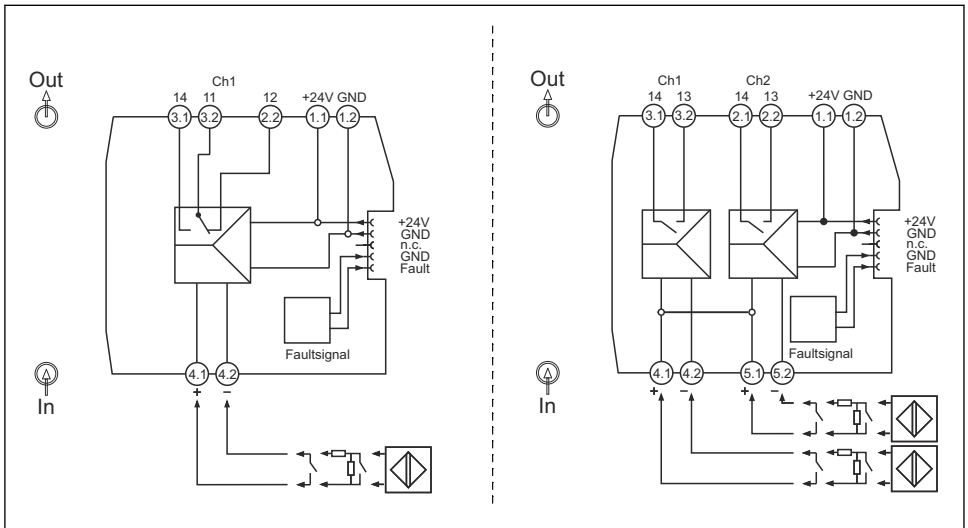 Out
Ch1
14 11 12 +24V GND
3.1 3.2 2.2 1.1 1.2
+24V
GND
n.c.
GND
Fault
Faultsignal
4.1 4.2
+ –
In
Out
Ch1 Ch2
14 13 14 13 +24V GND
3.1 3.2 2.1 2.2 1.1 1.2
+24V
GND
n.c.
GND
Fault
Faultsignal
4.1 4.2 5.1 5.2
+ – + –
In